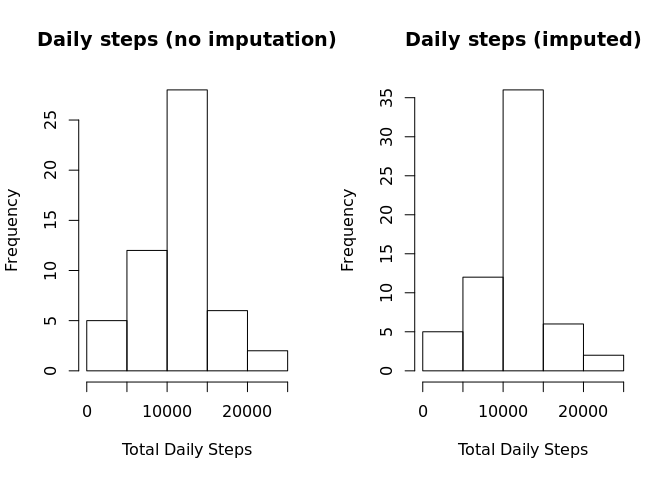 Daily steps (no imputation)
Frequency
0
5
10
15
20
25
0 10000 20000
Total Daily Steps
Daily steps (imputed)
Frequency
0
5
10
15
20
25
30
35
0 10000 20000
Total Daily Steps